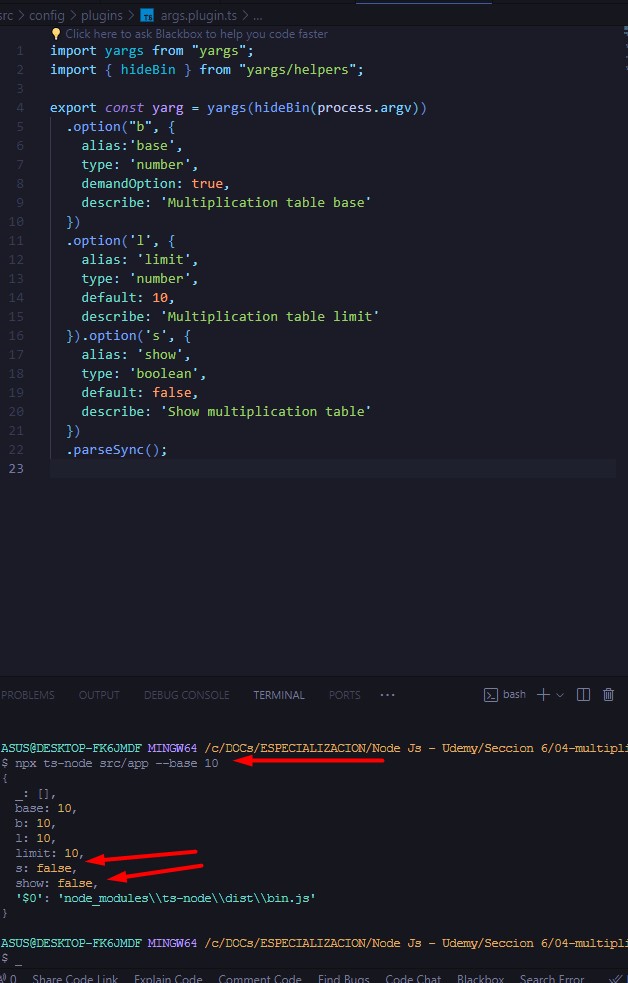 src > config > plugins > TS args.plugin.ts > ...
Click here to ask Blackbox to help you code faster
1 import yargs from "yargs";
2 import { hideBin } from "yargs/helpers";
3
4 export const yarg = yargs(hideBin(process.argv))
5 .option("b", {
6 alias:'base',
7 type: 'number',
8 demandOption: true,
9 describe: 'Multiplication table base'
10 })
11 .option('l', {
12 alias: 'limit',
13 type: 'number',
14 default: 10,
15 describe: 'Multiplication table limit'
16 }).option('s', {
17 alias: 'show',
18 type: 'boolean',
19 default: false,
20 describe: 'Show multiplication table'
21 })
22 .parseSync();
23
PROBLEMS OUTPUT DEBUG CONSOLE TERMINAL PORTS ... bash
ASUS@DESKTOP-FK6JMDF MINGW64 /c/DOCs/ESPECIALIZACION/Node Js - Udemy/Seccion 6/04-multipli
$ npx ts-node src/app --base 10
{
_: [],
base: 10,
b: 10,
l: 10,
limit: 10,
s: false,
show: false,
'$0': 'node_modules\\ts-node\\dist\\bin.js'
}
ASUS@DESKTOP-FK6JMDF MINGW64 /c/DOCs/ESPECIALIZACION/Node Js - Udemy/Seccion 6/04-multipli
$ _
0 Share Code Link Explain Code Comment Code Find Bugs Code Chat Blackbox Search Error